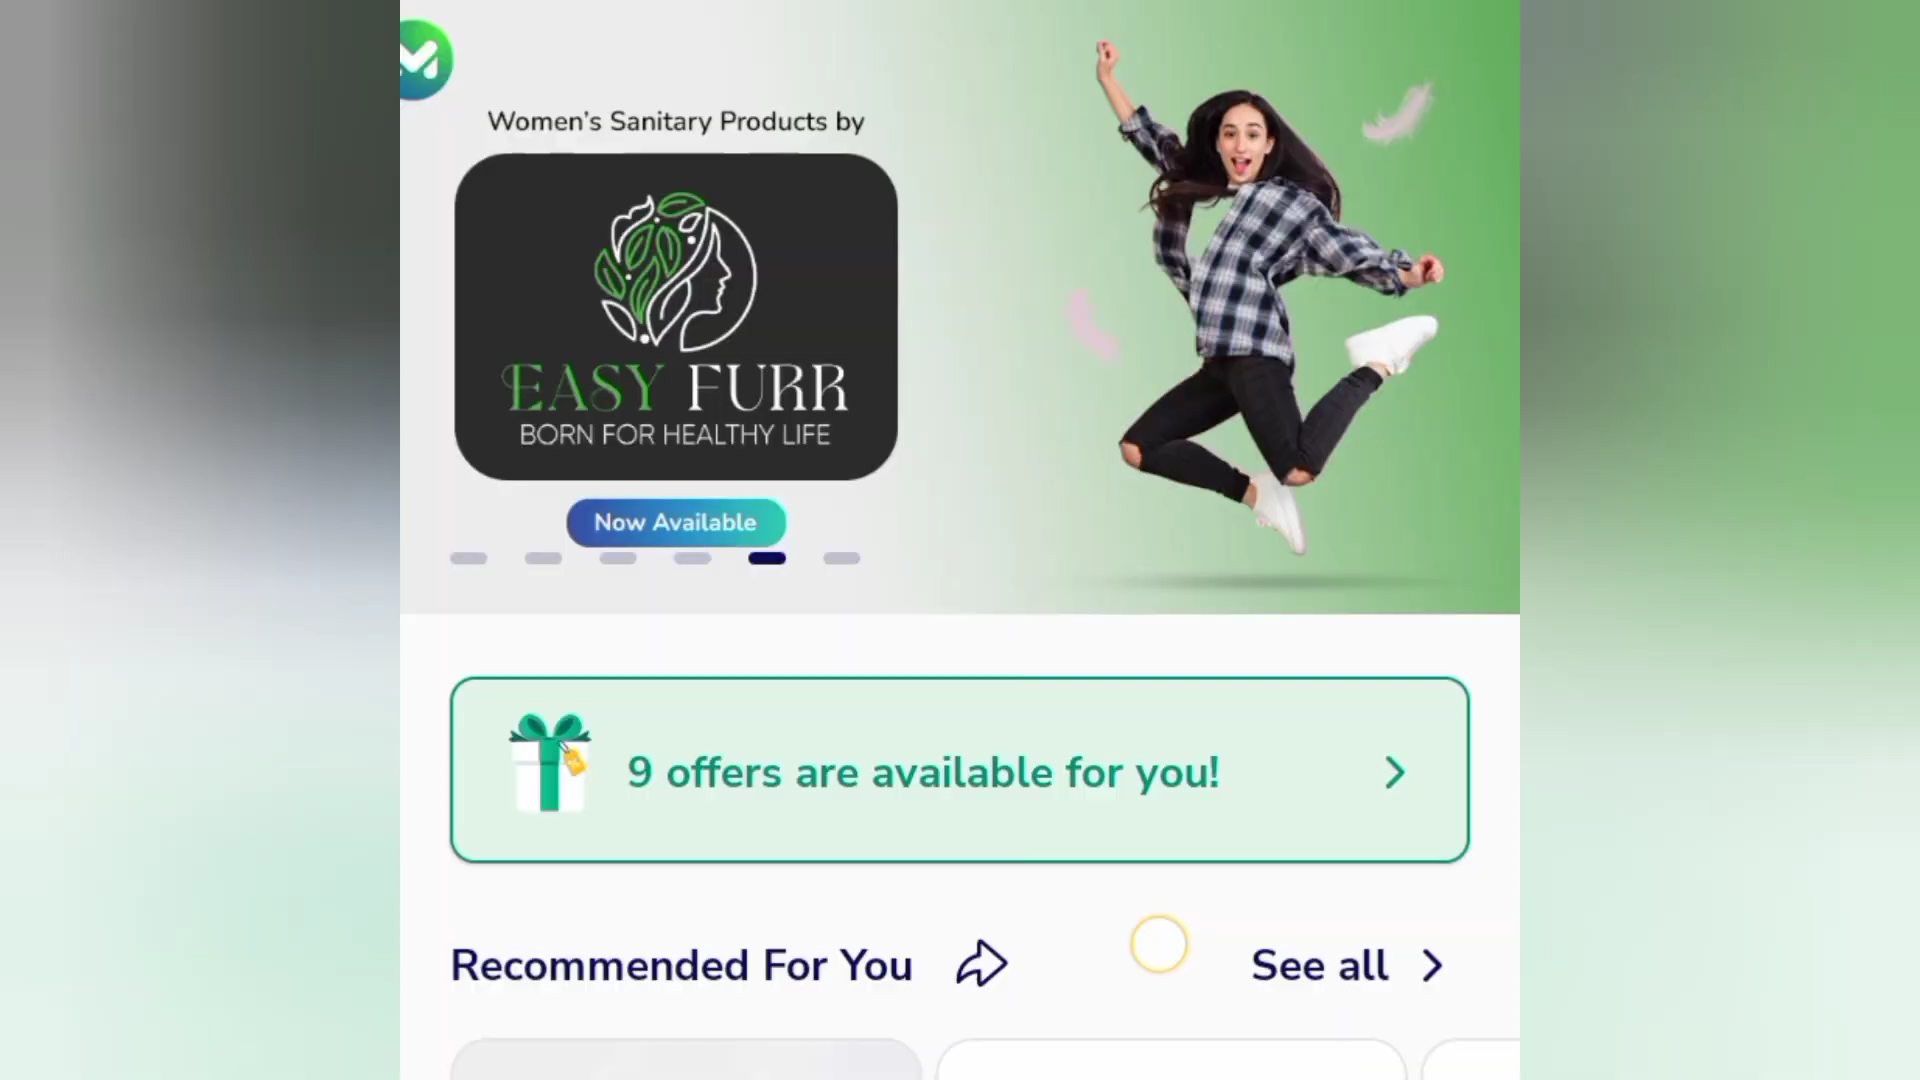 Women's Sanitary Products by
EASY FURR
BORN FOR HEALTHY LIFE
Now Available
9 offers are available for you!
Recommended For You
See all